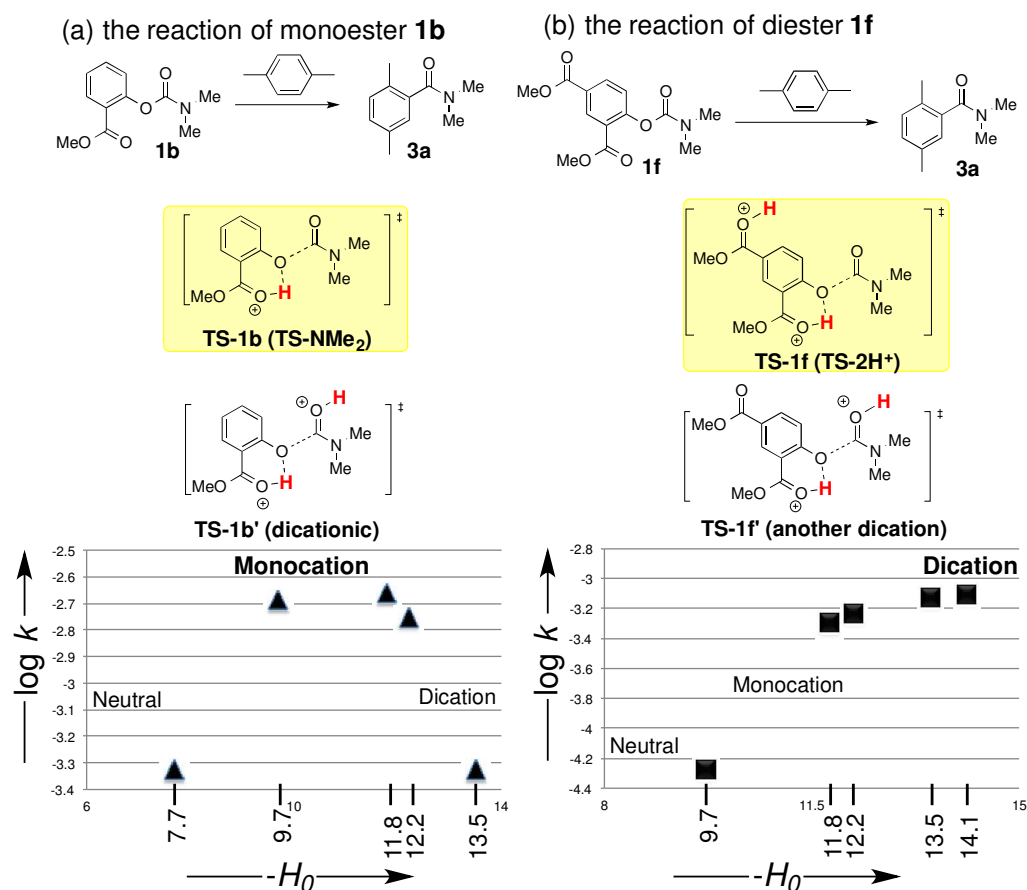 (a) the reaction of monoester 1b
O
O N Me
Me
MeO O
1b
O
N Me
Me
3a
O
O N Me
Me
MeO O H
⊕
‡
TS-1b (TS-NMe₂)
⊕ O H
O N Me
Me
MeO O H
⊕
‡
TS-1b' (dicationic)
log k
-2.5
-2.6
-2.7
-2.8
-2.9
-3
-3.1
-3.2
-3.3
-3.4
Monocation
Neutral
Dication
6
10
14
7.7
9.7
11.8
12.2
13.5
-H₀
(b) the reaction of diester 1f
O
MeO
O
O N Me
Me
MeO O
1f
O
N Me
Me
3a
⊕ H
O
MeO
O
O N Me
Me
MeO O H
⊕
‡
TS-1f (TS-2H⁺)
O
MeO
⊕ O H
O N Me
Me
MeO O H
⊕
‡
TS-1f' (another dication)
log k
-2.8
-3
-3.2
-3.4
-3.6
-3.8
-4
-4.2
-4.4
Dication
Monocation
Neutral
8
11.5
15
9.7
11.8
12.2
13.5
14.1
-H₀